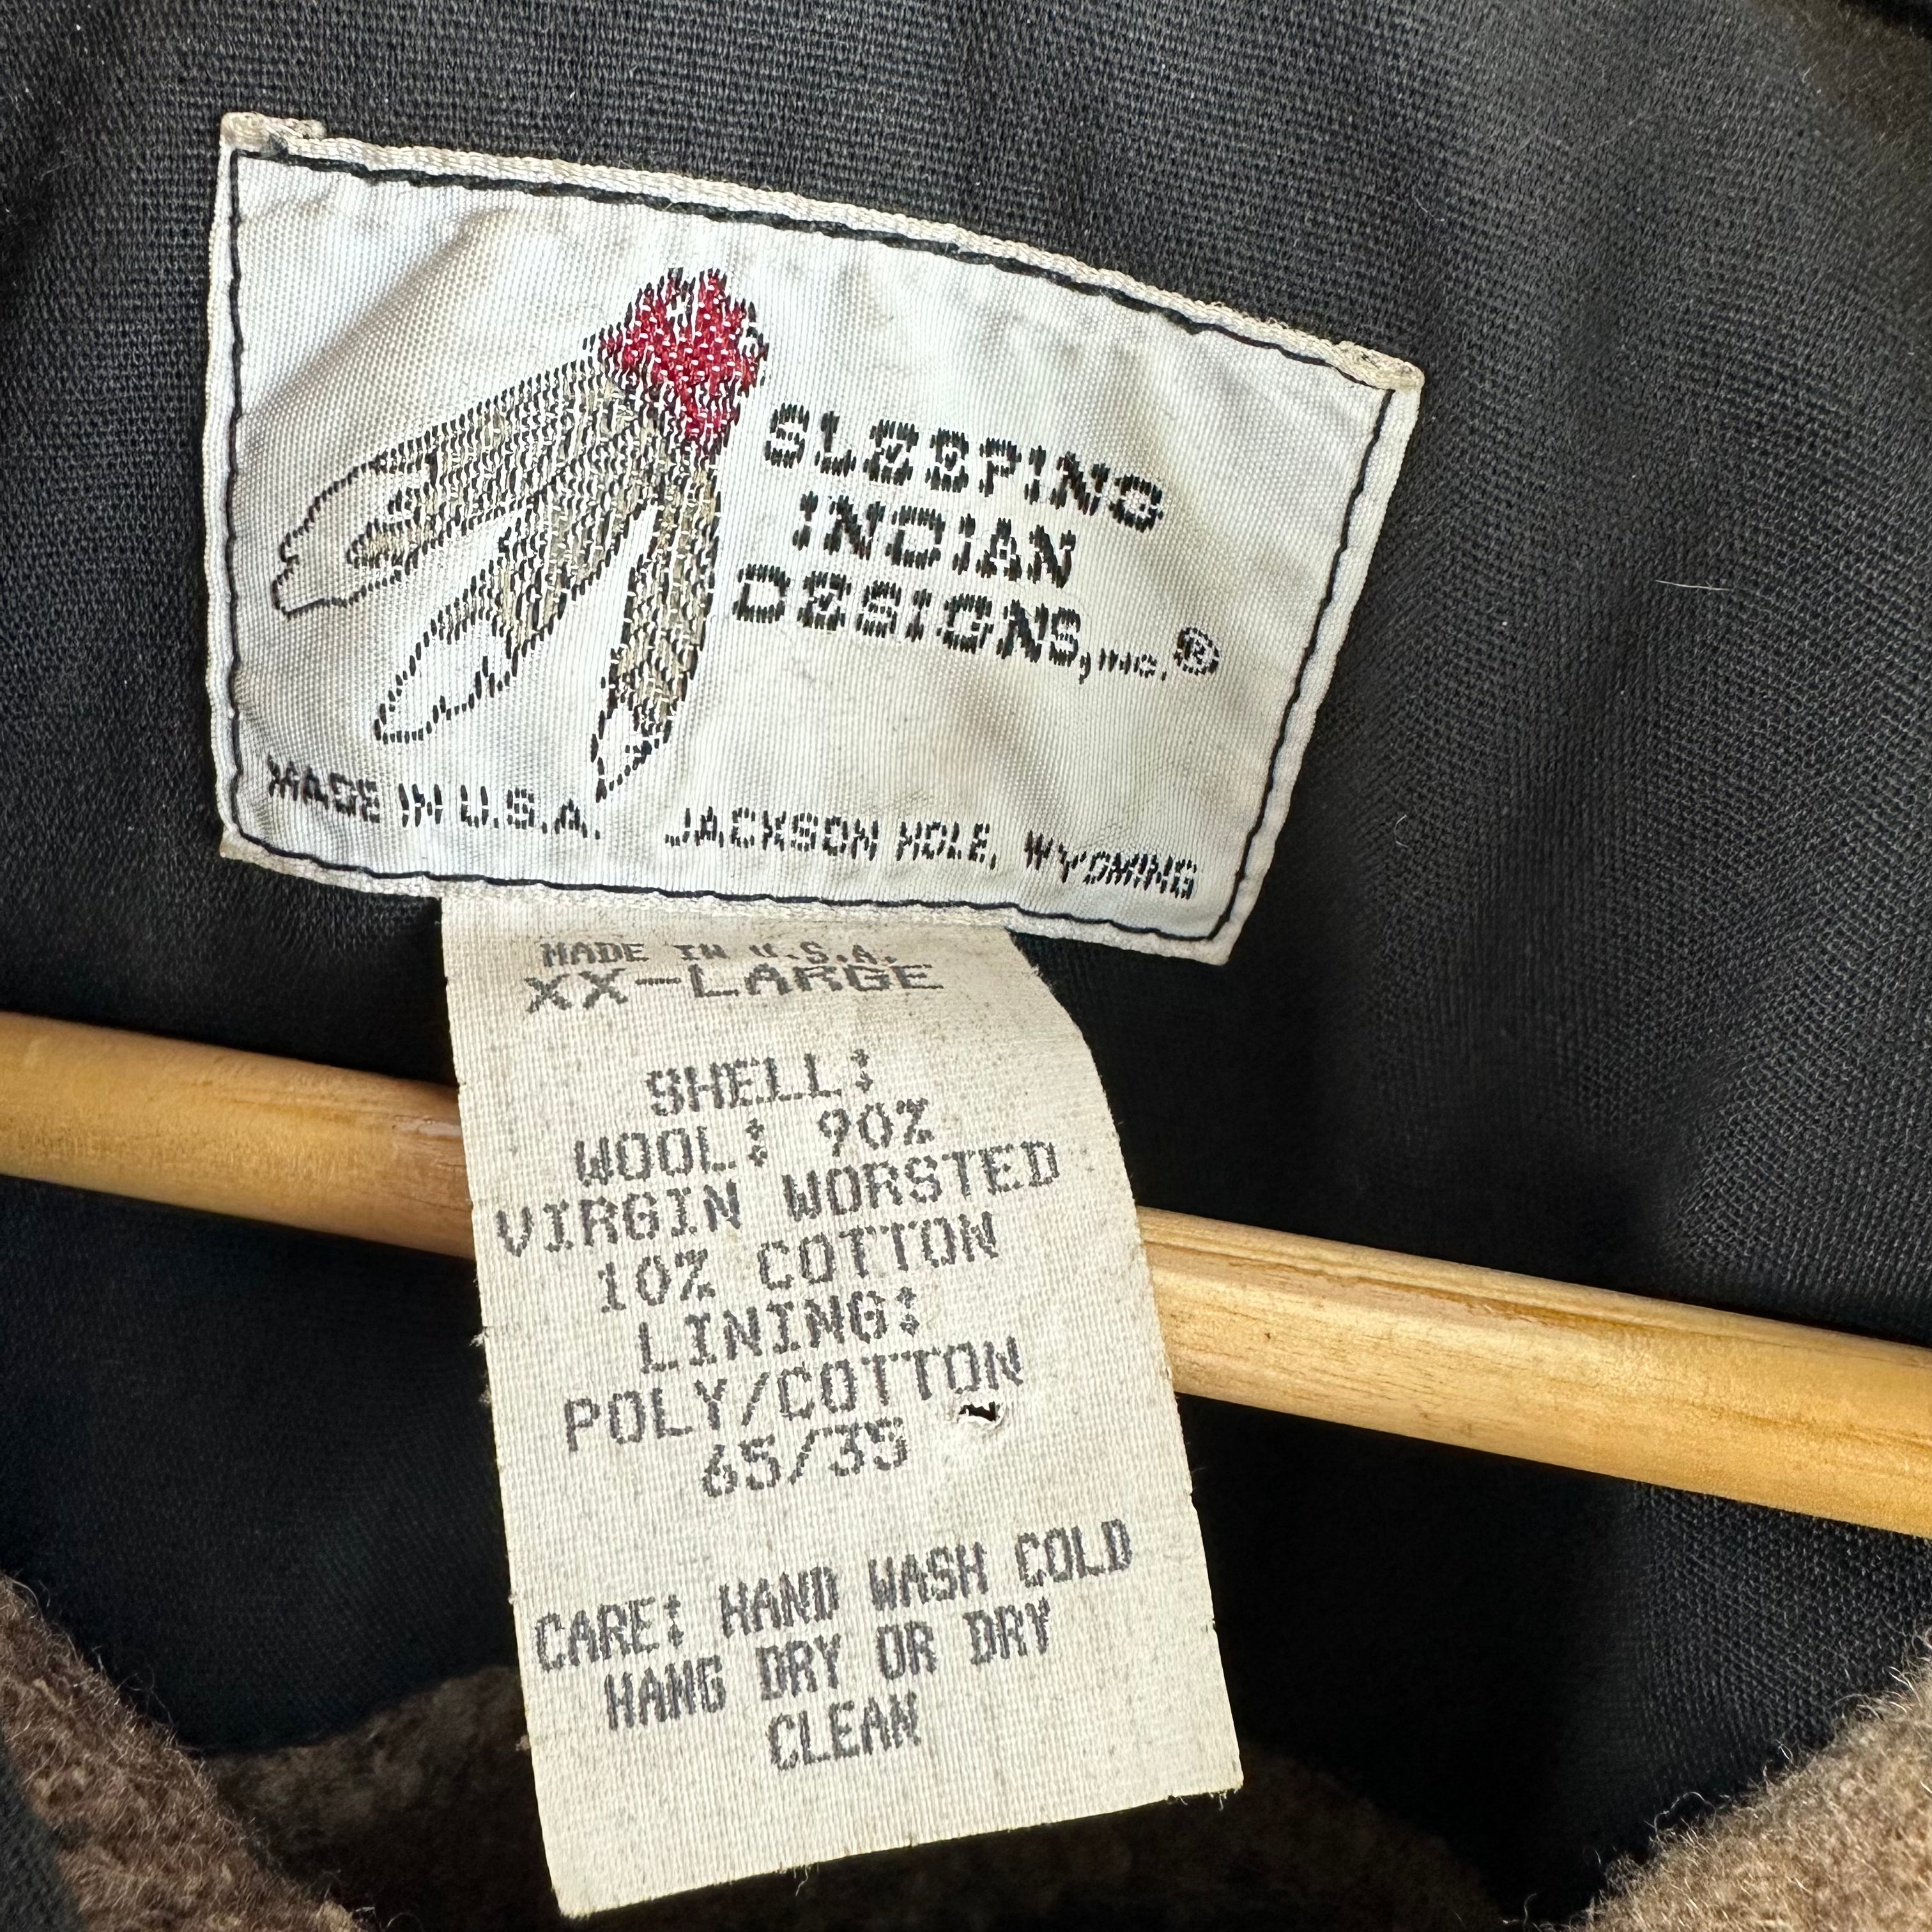 SLEEPING
INDIAN
DESIGNS, INC.®
MADE IN U.S.A. JACKSON HOLE, WYOMING
MADE IN U.S.A.
XX-LARGE
SHELL:
WOOL: 90%
VIRGIN WORSTED
10% COTTON
LINING:
POLY/COTTON
65/35
CARE: HAND WASH COLD
HANG DRY OR DRY
CLEAN